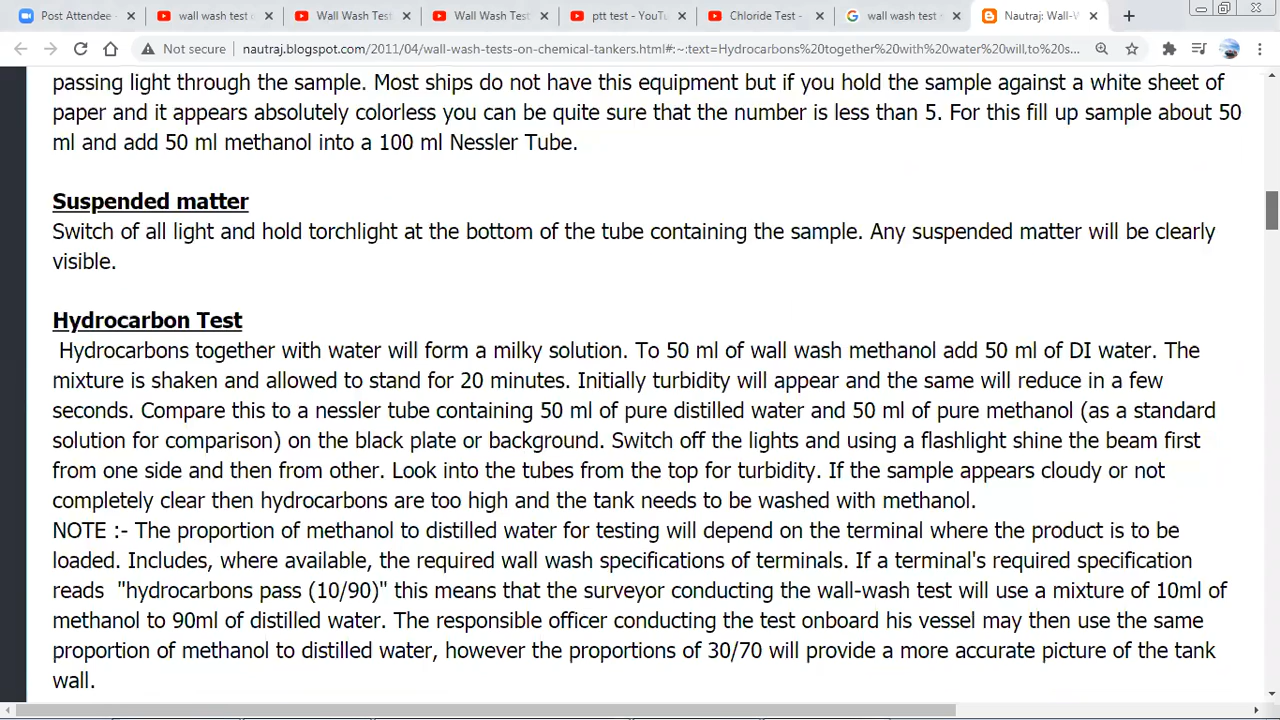 Post Attendee -
wall wash test o
Wall Wash Test
Wall Wash Test
ptt test - YouTu
Chloride Test -
wall wash test
Nautraj: Wall-W
Not secure
nautraj.blogspot.com/2011/04/wall-wash-tests-on-chemical-tankers.html#:~:text=Hydrocarbons%20together%20with%20water%20will,to%20s...
passing light through the sample. Most ships do not have this equipment but if you hold the sample against a white sheet of
paper and it appears absolutely colorless you can be quite sure that the number is less than 5. For this fill up sample about 50
ml and add 50 ml methanol into a 100 ml Nessler Tube.
Suspended matter
Switch of all light and hold torchlight at the bottom of the tube containing the sample. Any suspended matter will be clearly
visible.
Hydrocarbon Test
Hydrocarbons together with water will form a milky solution. To 50 ml of wall wash methanol add 50 ml of DI water. The
mixture is shaken and allowed to stand for 20 minutes. Initially turbidity will appear and the same will reduce in a few
seconds. Compare this to a nessler tube containing 50 ml of pure distilled water and 50 ml of pure methanol (as a standard
solution for comparison) on the black plate or background. Switch off the lights and using a flashlight shine the beam first
from one side and then from other. Look into the tubes from the top for turbidity. If the sample appears cloudy or not
completely clear then hydrocarbons are too high and the tank needs to be washed with methanol.
NOTE :- The proportion of methanol to distilled water for testing will depend on the terminal where the product is to be
loaded. Includes, where available, the required wall wash specifications of terminals. If a terminal's required specification
reads "hydrocarbons pass (10/90)" this means that the surveyor conducting the wall-wash test will use a mixture of 10ml of
methanol to 90ml of distilled water. The responsible officer conducting the test onboard his vessel may then use the same
proportion of methanol to distilled water, however the proportions of 30/70 will provide a more accurate picture of the tank
wall.